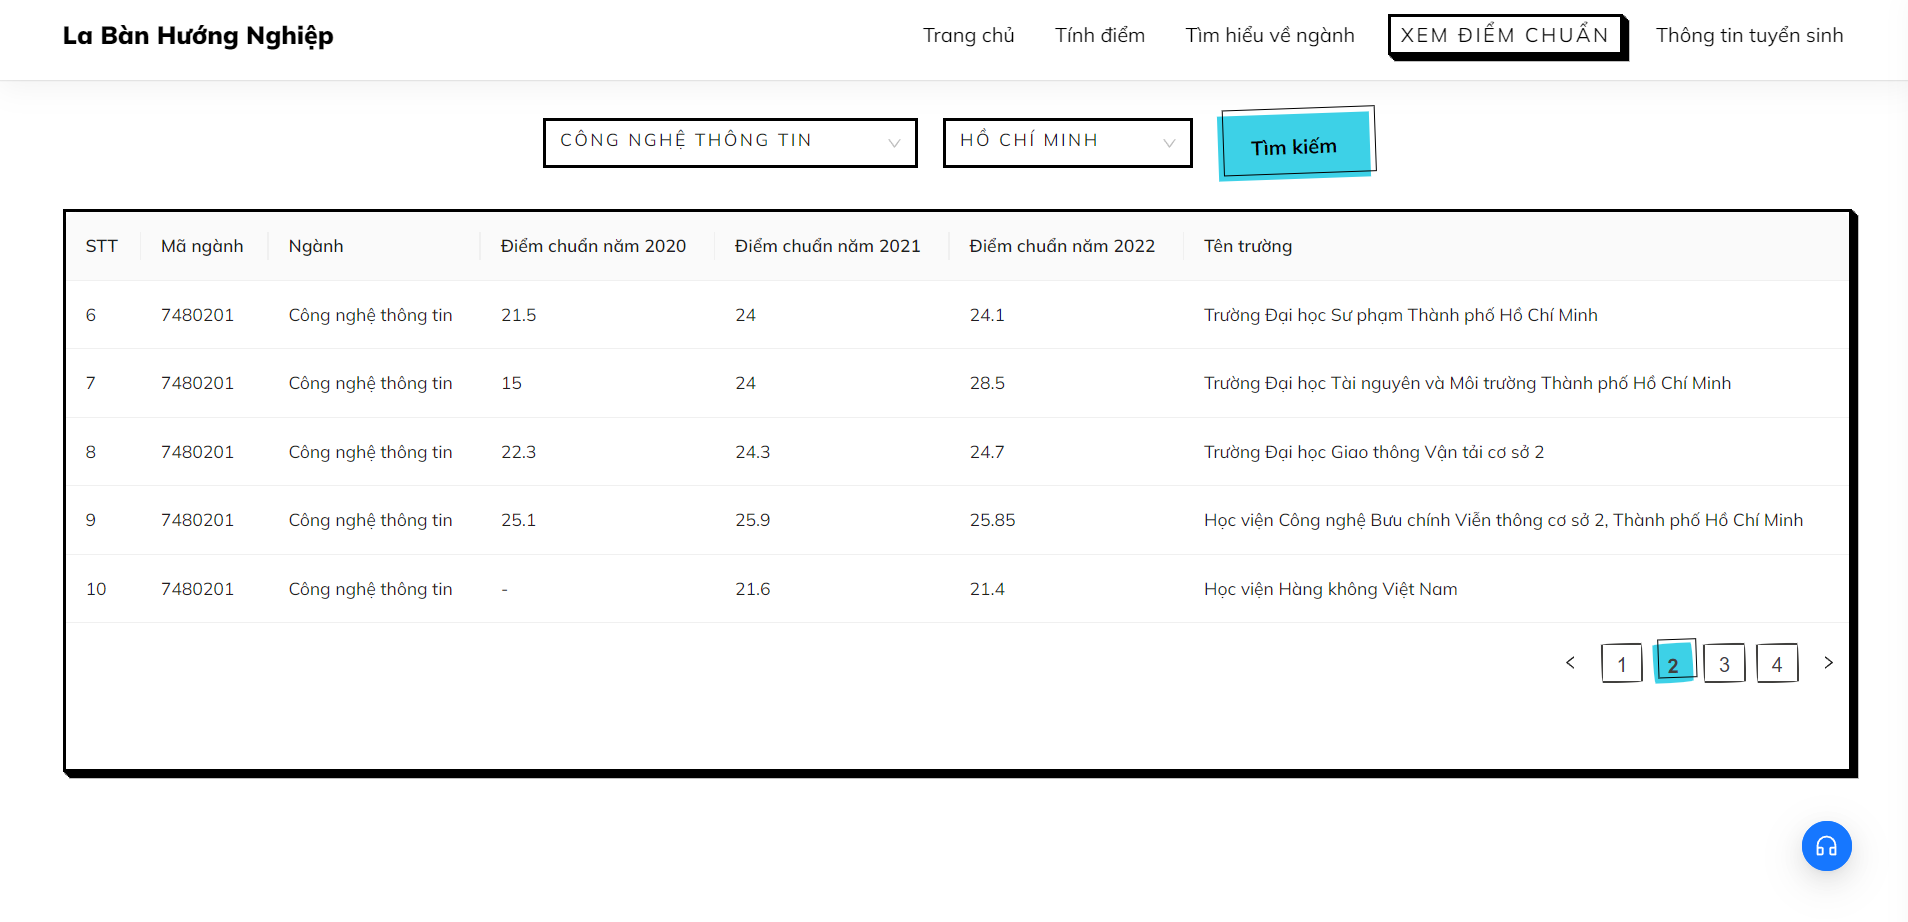 La Bàn Hướng Nghiệp
Trang chủ Tính điểm Tìm hiểu về ngành XEM ĐIỂM CHUẨN Thông tin tuyển sinh
CÔNG NGHỆ THÔNG TIN HỒ CHÍ MINH Tìm kiếm
STT Mã ngành Ngành Điểm chuẩn năm 2020 Điểm chuẩn năm 2021 Điểm chuẩn năm 2022 Tên trường
6 7480201 Công nghệ thông tin 21.5 24 24.1 Trường Đại học Sư phạm Thành phố Hồ Chí Minh
7 7480201 Công nghệ thông tin 15 24 28.5 Trường Đại học Tài nguyên và Môi trường Thành phố Hồ Chí Minh
8 7480201 Công nghệ thông tin 22.3 24.3 24.7 Trường Đại học Giao thông Vận tải cơ sở 2
9 7480201 Công nghệ thông tin 25.1 25.9 25.85 Học viện Công nghệ Bưu chính Viễn thông cơ sở 2, Thành phố Hồ Chí Minh
10 7480201 Công nghệ thông tin - 21.6 21.4 Học viện Hàng không Việt Nam
< 1 2 3 4 >